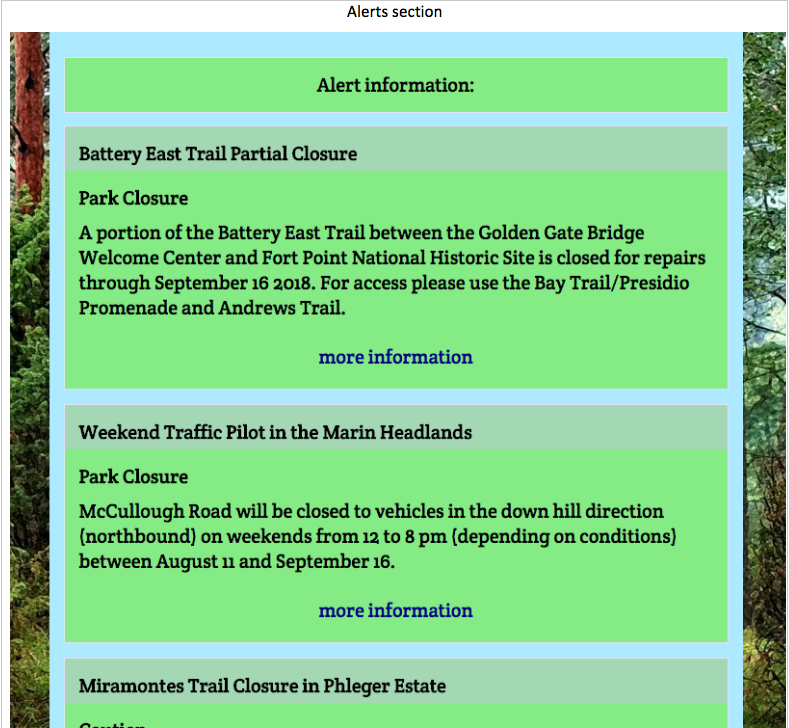 Alerts section
Alert information:
Battery East Trail Partial Closure
Park Closure
A portion of the Battery East Trail between the Golden Gate Bridge
Welcome Center and Fort Point National Historic Site is closed for repairs
through September 16 2018. For access please use the Bay Trail/Presidio
Promenade and Andrews Trail.
more information
Weekend Traffic Pilot in the Marin Headlands
Park Closure
McCullough Road will be closed to vehicles in the down hill direction
(northbound) on weekends from 12 to 8 pm (depending on conditions)
between August 11 and September 16.
more information
Miramontes Trail Closure in Phleger Estate
Caution